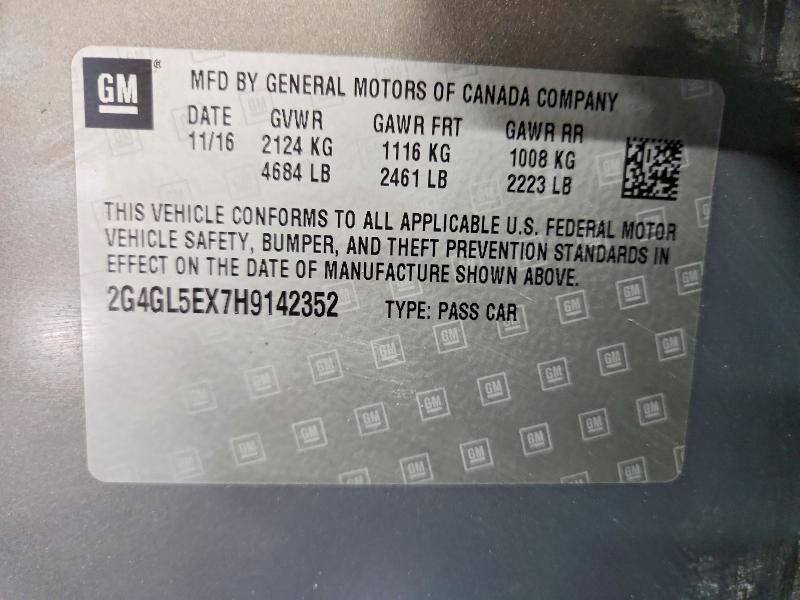 GM ® MFD BY GENERAL MOTORS OF CANADA COMPANY
DATE GVWR GAWR FRT GAWR RR
11/16 2124 KG 1116 KG 1008 KG
4684 LB 2461 LB 2223 LB
THIS VEHICLE CONFORMS TO ALL APPLICABLE U.S. FEDERAL MOTOR
VEHICLE SAFETY, BUMPER, AND THEFT PREVENTION STANDARDS IN
EFFECT ON THE DATE OF MANUFACTURE SHOWN ABOVE.
2G4GL5EX7H9142352 TYPE: PASS CAR